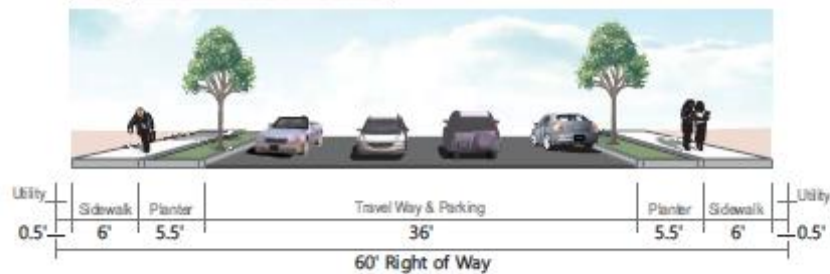 Utility Sidewalk Planter Travel Way & Parking Planter Sidewalk Utility
0.5' 6' 5.5' 36' 5.5' 6' 0.5'
60' Right of Way